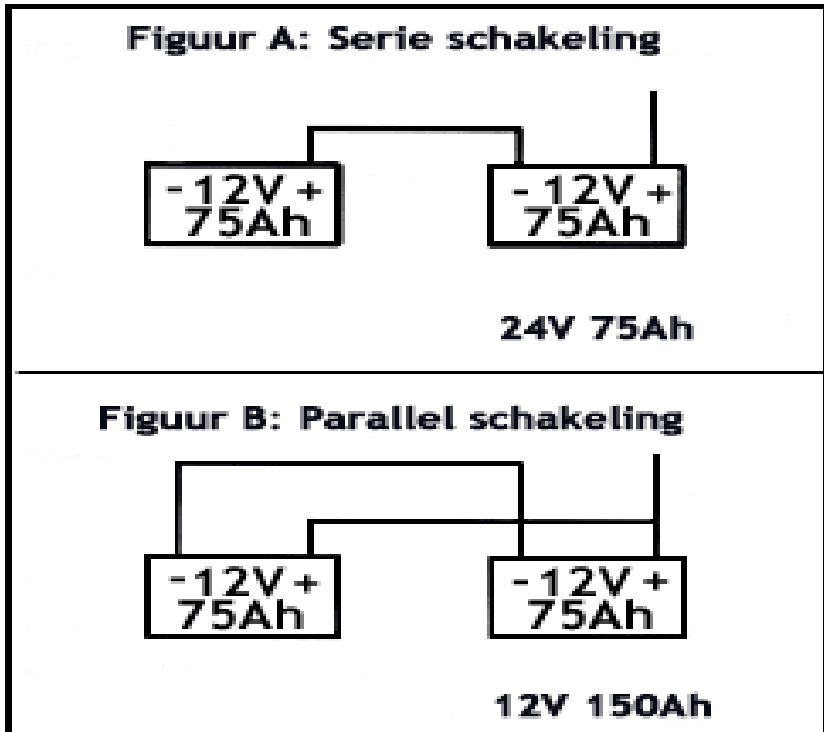 Figuur A: Serie schakeling
- 12V +
75Ah
- 12V +
75Ah
24V 75Ah
Figuur B: Parallel schakeling
- 12V +
75Ah
- 12V +
75Ah
12V 150Ah